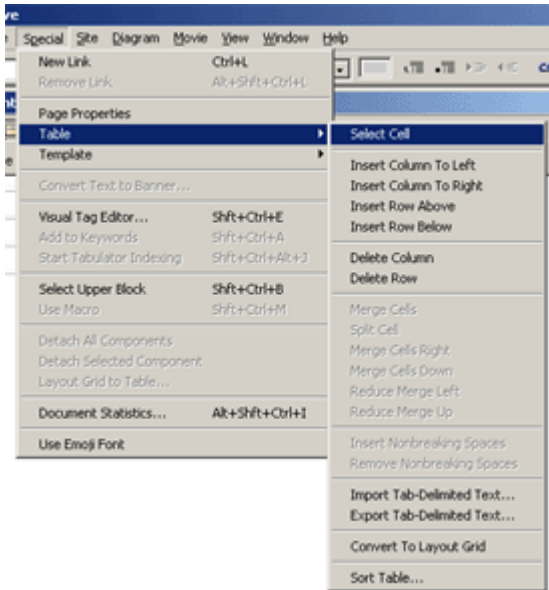 ve
Special Site Diagram Movie View Window Help
New Link Ctrl+L
Remove Link Alt+Shft+Ctrl+L
Page Properties
Table
Template
Convert Text to Banner...
Visual Tag Editor... Shft+Ctrl+E
Add to Keywords Shft+Ctrl+A
Start Tabulator Indexing Shft+Ctrl+Alt+J
Select Upper Block Shft+Ctrl+B
Use Macro Shft+Ctrl+M
Detach All Components
Detach Selected Component
Layout Grid to Table...
Document Statistics... Alt+Shft+Ctrl+I
Use Emoji Font
Select Cell
Insert Column To Left
Insert Column To Right
Insert Row Above
Insert Row Below
Delete Column
Delete Row
Merge Cells
Split Cell
Merge Cells Right
Merge Cells Down
Reduce Merge Left
Reduce Merge Up
Insert Nonbreaking Spaces
Remove Nonbreaking Spaces
Import Tab-Delimited Text...
Export Tab-Delimited Text...
Convert To Layout Grid
Sort Table...